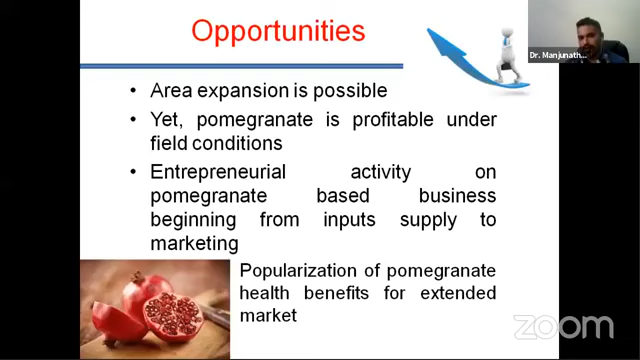 Opportunities
Dr. Manjunath...
• Area expansion is possible
• Yet, pomegranate is profitable under
field conditions
• Entrepreneurial activity on
pomegranate based business
beginning from inputs supply to
marketing
Popularization of pomegranate
health benefits for extended
market
zoom